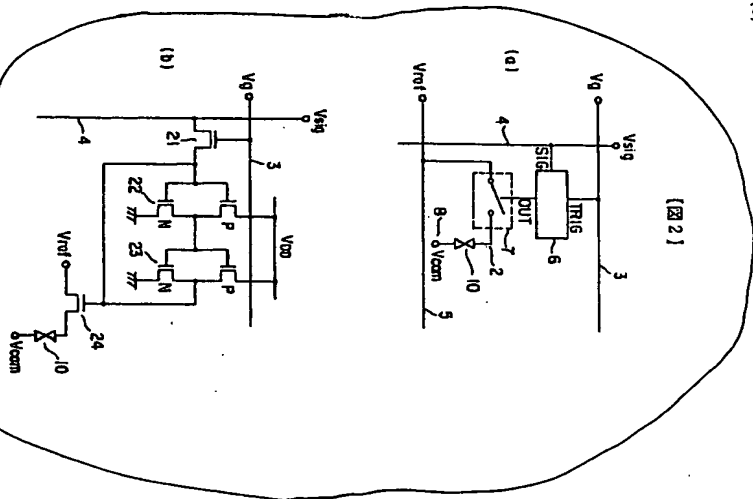 【図2】
(a)
Vsig
Vg
3
TRIG
SIG
6
4
OUT
7
2
10
Vcom
8
Vref
5
(b)
Vsig
VDD
Vg
3
21
4
P
P
22
23
N
N
24
Vref
10
Vcom